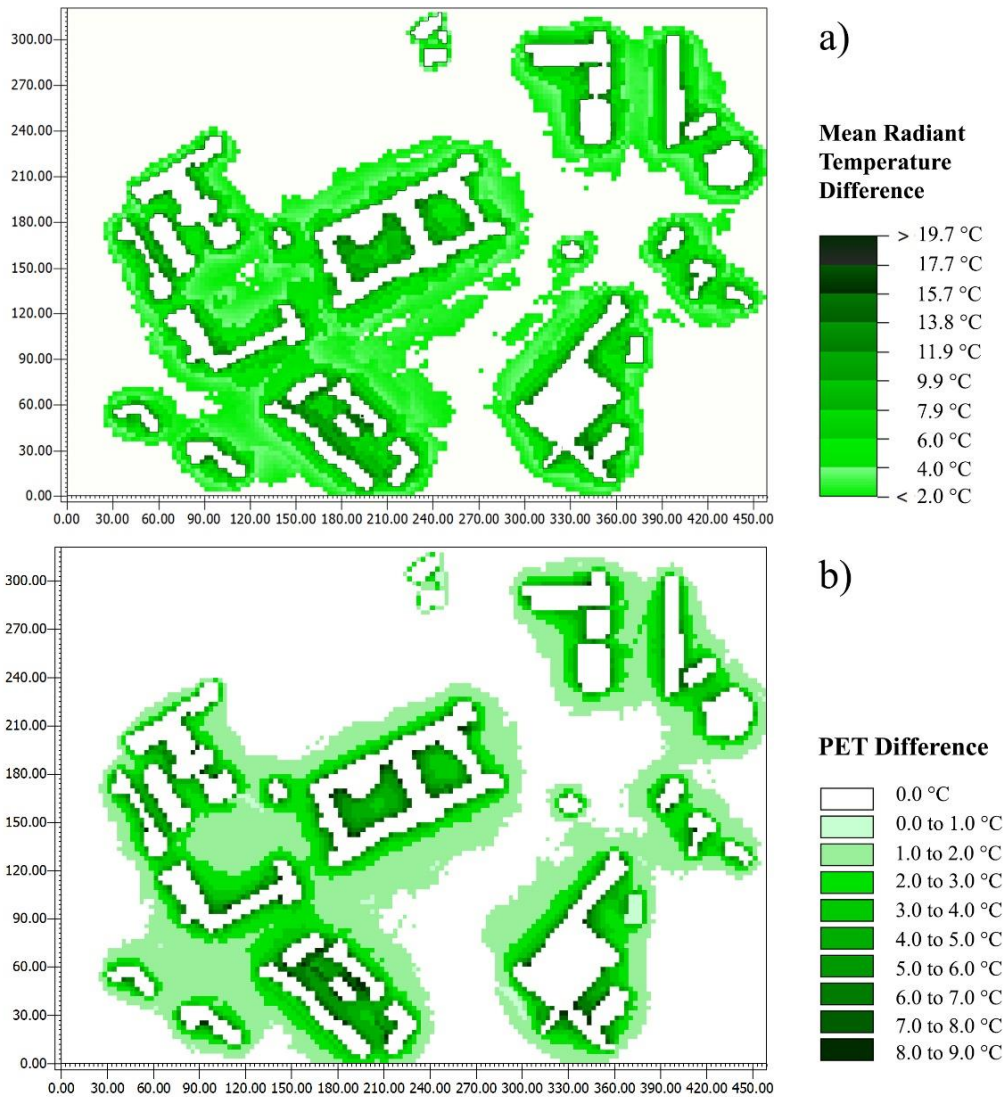 a)
300.00
270.00
240.00
210.00
180.00
150.00
120.00
90.00
60.00
30.00
0.00
0.00 30.00 60.00 90.00 120.00 150.00 180.00 210.00 240.00 270.00 300.00 330.00 360.00 390.00 420.00 450.00
Mean Radiant
Temperature
Difference
> 19.7 °C
17.7 °C
15.7 °C
13.8 °C
11.9 °C
9.9 °C
7.9 °C
6.0 °C
4.0 °C
< 2.0 °C
b)
300.00
270.00
240.00
210.00
180.00
150.00
120.00
90.00
60.00
30.00
0.00
0.00 30.00 60.00 90.00 120.00 150.00 180.00 210.00 240.00 270.00 300.00 330.00 360.00 390.00 420.00 450.00
PET Difference
0.0 °C
0.0 to 1.0 °C
1.0 to 2.0 °C
2.0 to 3.0 °C
3.0 to 4.0 °C
4.0 to 5.0 °C
5.0 to 6.0 °C
6.0 to 7.0 °C
7.0 to 8.0 °C
8.0 to 9.0 °C